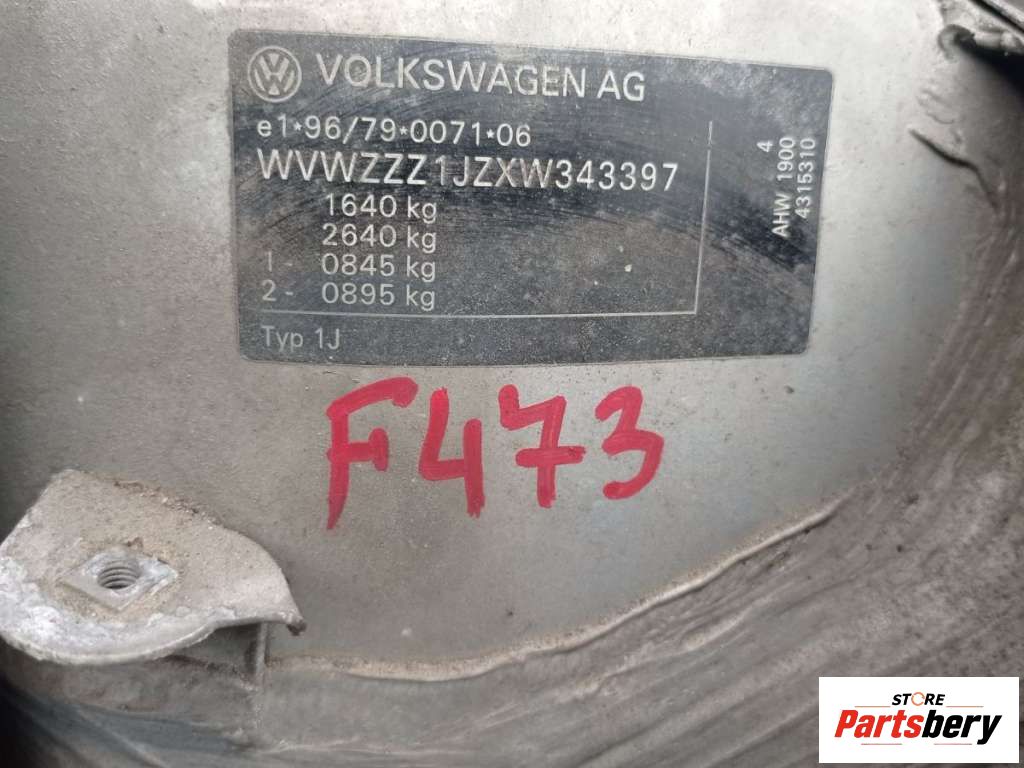 VOLKSWAGEN AG
e1*96/79*0071*06
WVWZZZ1JZXW343397
1640 kg
2640 kg
1- 0845 kg
2- 0895 kg
Typ 1J
4
AHW 1900
4315310
F473
STORE
Partsbery